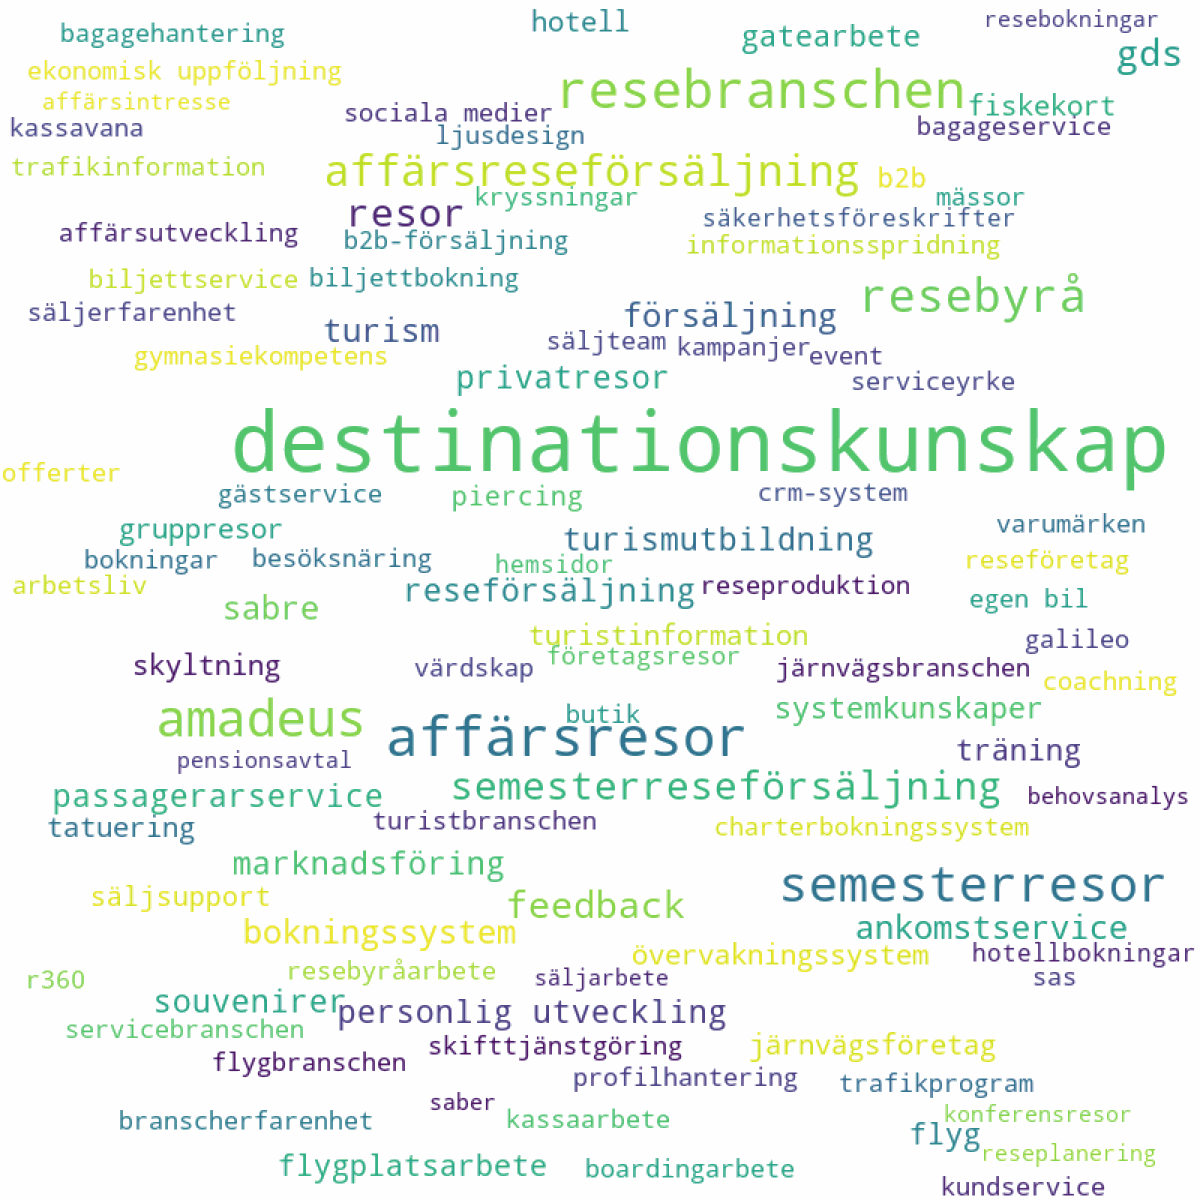 hotell
resebokningar
bagagehantering
gatearbete
gds
ekonomisk uppföljning
resebranschen
affärsintresse
fiskekort
sociala medier
kassavana
ljusdesign
bagageservice
trafikinformation
affärsreseförsäljning
b2b
kryssningar
mässor
resor
säkerhetsföreskrifter
affärsutveckling
b2b-försäljning
informationsspridning
biljettservice
biljettbokning
resebyrå
säljerfarenhet
turism
försäljning
säljteam
kampanjer
event
gymnasiekompetens
privatresor
serviceyrke
destinationskunskap
offerter
gästservice
piercing
crm-system
gruppresor
turismutbildning
varumärken
bokningar
besöksnäring
hemsidor
reseföretag
arbetsliv
reseförsäljning
reseproduktion
egen bil
sabre
turistinformation
galileo
skyltning
värdskap
företagsresor
järnvägsbranschen
coachning
amadeus
butik
systemkunskaper
affärsresor
träning
pensionsavtal
passagerarservice
semesterreseförsäljning
behovsanalys
tatuering
turistbranschen
charterbokningssystem
marknadsföring
semesterresor
säljsupport
feedback
ankomstservice
bokningssystem
övervakningssystem
hotellbokningar
r360
resebyråarbete
säljarbete
sas
souvenirer
personlig utveckling
servicebranschen
skifttjänstgöring
järnvägsföretag
flygbranschen
profilhantering
trafikprogram
saber
branscherfarenhet
kassaarbete
konferensresor
flyg
reseplanering
flygplatsarbete
boardingarbete
kundservice